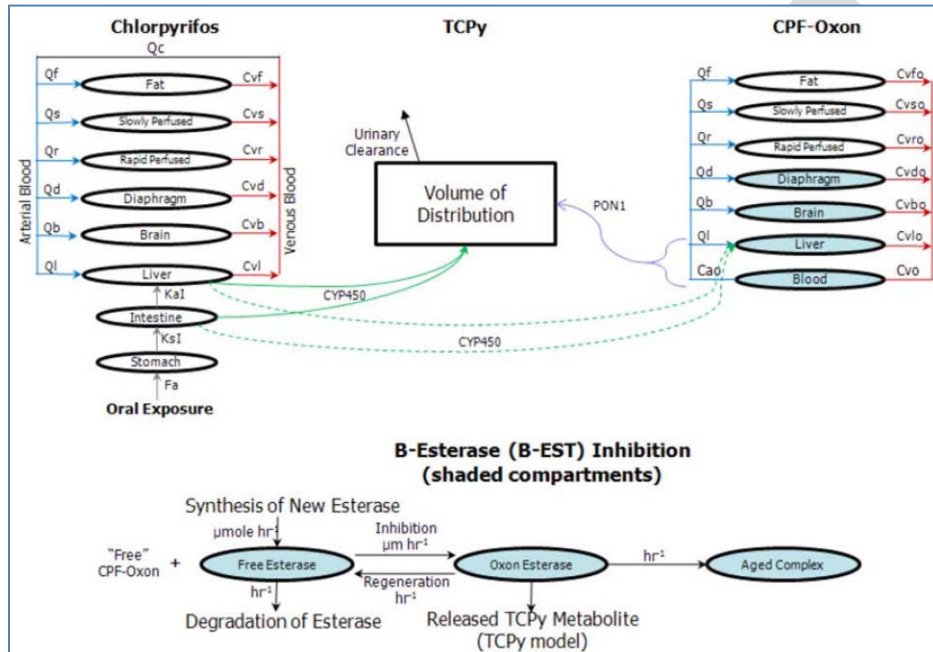 Chlorpyrifos
TCPy
CPF-Oxon
Qc
Qf
Fat
Cvf
Qs
Slowly Perfused
Cvs
Qr
Rapid Perfused
Cvr
Qd
Diaphragm
Cvd
Qb
Brain
Cvb
Ql
Liver
Cvl
Arterial Blood
Venous Blood
KaI
Intestine
KsI
Stomach
Fa
Oral Exposure
Urinary
Clearance
Volume of
Distribution
PON1
CYP450
CYP450
Qf
Fat
Cvfo
Qs
Slowly Perfused
Cvso
Qr
Rapid Perfused
Cvro
Qd
Diaphragm
Cvdo
Qb
Brain
Cvbo
Ql
Liver
Cvlo
Cao
Blood
Cvo
B-Esterase (B-EST) Inhibition
(shaded compartments)
Synthesis of New Esterase
µmole hr-1
Inhibition
µm hr-1
"Free"
CPF-Oxon
+
Free Esterase
Oxon Esterase
hr-1
Aged Complex
Regeneration
hr-1
hr-1
Degradation of Esterase
Released TCPy Metabolite
(TCPy model)